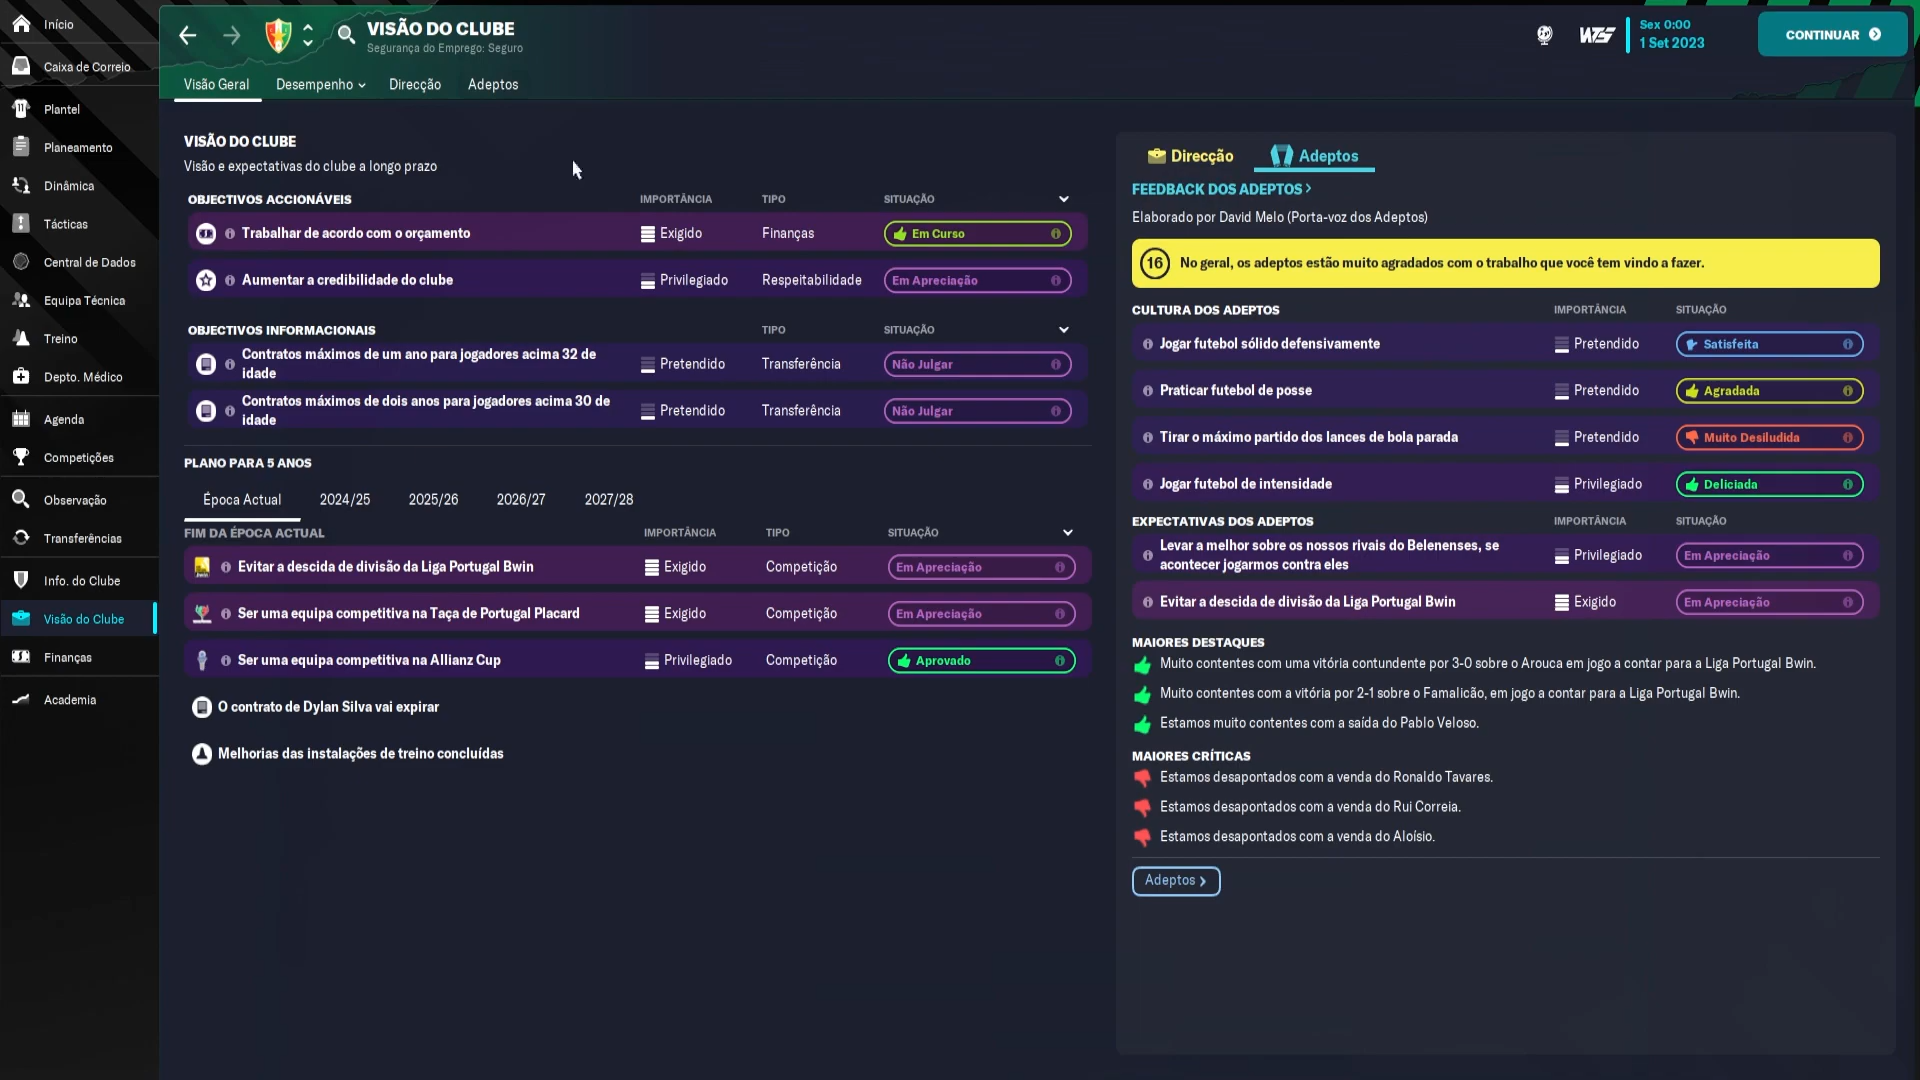 Início
Caixa de Correio
Plantel
Planeamento
Dinâmica
Tácticas
Central de Dados
Equipa Técnica
Treino
Depto. Médico
Agenda
Competições
Observação
Transferências
Info. do Clube
Visão do Clube
Finanças
Academia
VISÃO DO CLUBE
Segurança do Emprego: Seguro
Sex 0:00
1 Set 2023
CONTINUAR
Visão Geral Desempenho Direcção Adeptos
VISÃO DO CLUBE
Visão e expectativas do clube a longo prazo
OBJECTIVOS ACCIONÁVEIS IMPORTÂNCIA TIPO SITUAÇÃO
Trabalhar de acordo com o orçamento Exigido Finanças Em Curso
Aumentar a credibilidade do clube Privilegiado Respeitabilidade Em Apreciação
OBJECTIVOS INFORMACIONAIS TIPO SITUAÇÃO
Contratos máximos de um ano para jogadores acima 32 de
idade Pretendido Transferência Não Julgar
Contratos máximos de dois anos para jogadores acima 30 de
idade Pretendido Transferência Não Julgar
PLANO PARA 5 ANOS
Época Actual 2024/25 2025/26 2026/27 2027/28
FIM DA ÉPOCA ACTUAL IMPORTÂNCIA TIPO SITUAÇÃO
Evitar a descida de divisão da Liga Portugal Bwin Exigido Competição Em Apreciação
Ser uma equipa competitiva na Taça de Portugal Placard Exigido Competição Em Apreciação
Ser uma equipa competitiva na Allianz Cup Privilegiado Competição Aprovado
O contrato de Dylan Silva vai expirar
Melhorias das instalações de treino concluídas
Direcção Adeptos
FEEDBACK DOS ADEPTOS >
Elaborado por David Melo (Porta-voz dos Adeptos)
16 No geral, os adeptos estão muito agradados com o trabalho que você tem vindo a fazer.
CULTURA DOS ADEPTOS IMPORTÂNCIA SITUAÇÃO
Jogar futebol sólido defensivamente Pretendido Satisfeita
Praticar futebol de posse Pretendido Agradada
Tirar o máximo partido dos lances de bola parada Pretendido Muito Desiludida
Jogar futebol de intensidade Privilegiado Deliciada
EXPECTATIVAS DOS ADEPTOS IMPORTÂNCIA SITUAÇÃO
Levar a melhor sobre os nossos rivais do Belenenses, se
acontecer jogarmos contra eles Privilegiado Em Apreciação
Evitar a descida de divisão da Liga Portugal Bwin Exigido Em Apreciação
MAIORES DESTAQUES
Muito contentes com uma vitória contundente por 3-0 sobre o Arouca em jogo a contar para a Liga Portugal Bwin.
Muito contentes com a vitória por 2-1 sobre o Famalicão, em jogo a contar para a Liga Portugal Bwin.
Estamos muito contentes com a saída do Pablo Veloso.
MAIORES CRÍTICAS
Estamos desapontados com a venda do Ronaldo Tavares.
Estamos desapontados com a venda do Rui Correia.
Estamos desapontados com a venda do Aloísio.
Adeptos >